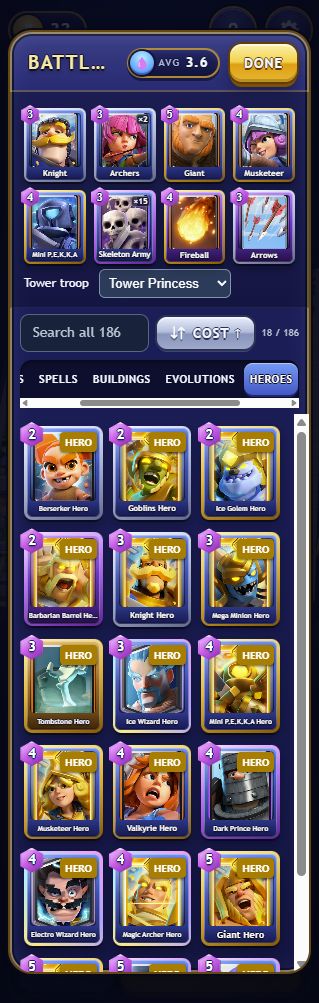 BATTL...
AVG 3.6
DONE
3
Knight
3
×2
Archers
5
Giant
4
Musketeer
4
Mini P.E.K.K.A
3
×15
Skeleton Army
4
Fireball
3
Arrows
Tower troop
Tower Princess
Search all 186
COST ↑
18 / 186
S SPELLS BUILDINGS EVOLUTIONS HEROES
2
HERO
Berserker Hero
2
HERO
Goblins Hero
2
HERO
Ice Golem Hero
2
HERO
Barbarian Barrel He...
3
HERO
Knight Hero
3
HERO
Mega Minion Hero
3
HERO
Tombstone Hero
3
HERO
Ice Wizard Hero
4
HERO
Mini P.E.K.K.A Hero
4
HERO
Musketeer Hero
4
HERO
Valkyrie Hero
4
HERO
Dark Prince Hero
4
HERO
Electro Wizard Hero
4
HERO
Magic Archer Hero
5
HERO
Giant Hero
5
5
5